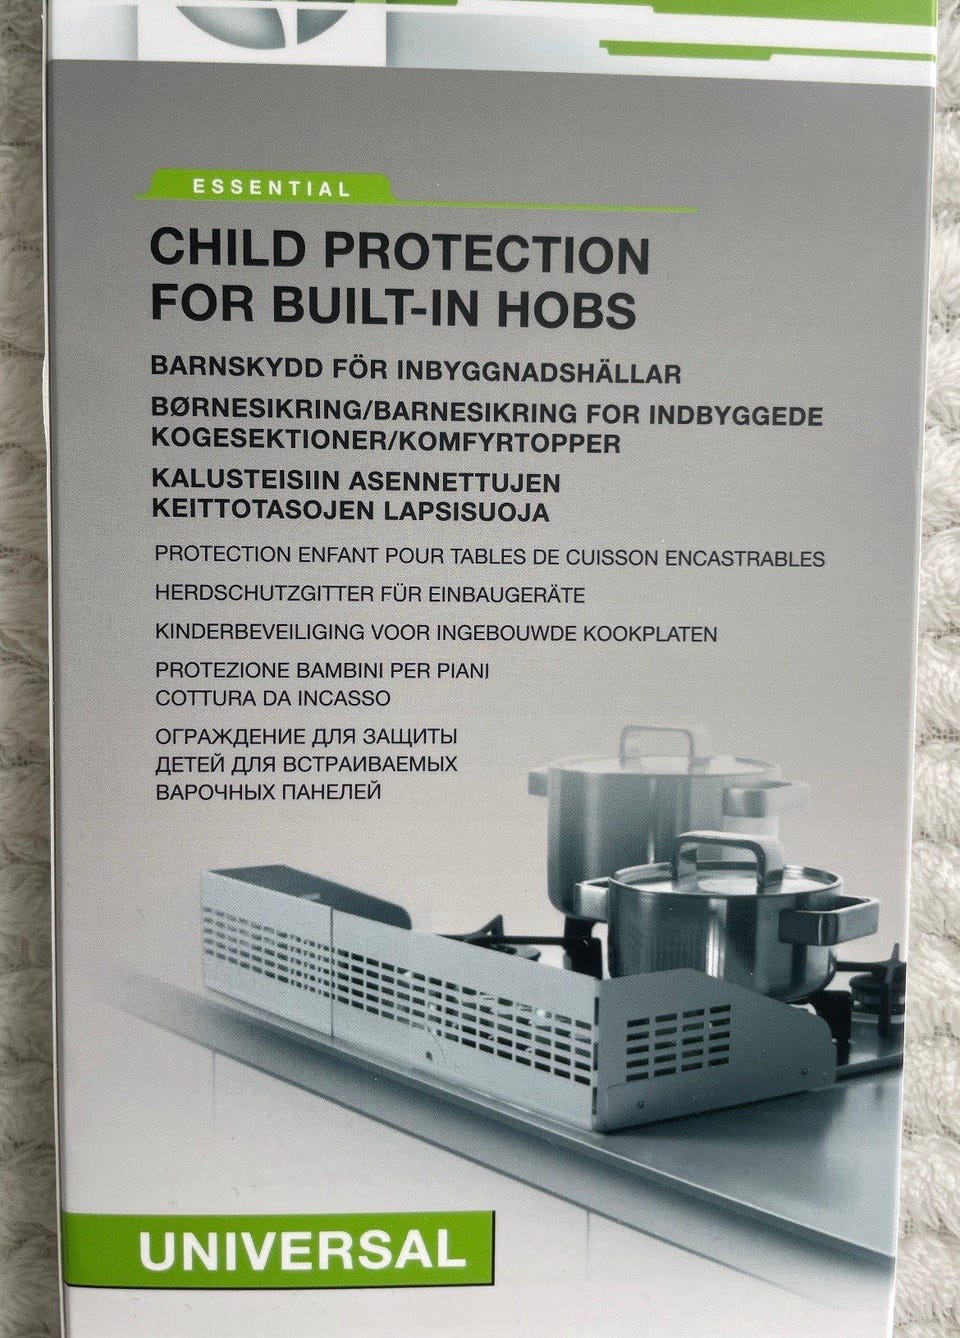 ESSENTIAL
CHILD PROTECTION
FOR BUILT-IN HOBS
BARNSKYDD FÖR INBYGGNADSHÄLLAR
BØRNESIKRING/BARNESIKRING FOR INDBYGGEDE
KOGESEKTIONER/KOMFYRTOPPER
KALUSTEISIIN ASENNETTUJEN
KEITTOTASOJEN LAPSISUOJA
PROTECTION ENFANT POUR TABLES DE CUISSON ENCASTRABLES
HERDSCHUTZGITTER FÜR EINBAUGERÄTE
KINDERBEVEILIGING VOOR INGEBOUWDE KOOKPLATEN
PROTEZIONE BAMBINI PER PIANI
COTTURA DA INCASSO
ОГРАЖДЕНИЕ ДЛЯ ЗАЩИТЫ
ДЕТЕЙ ДЛЯ ВСТРАИВАЕМЫХ
ВАРОЧНЫХ ПАНЕЛЕЙ
UNIVERSAL